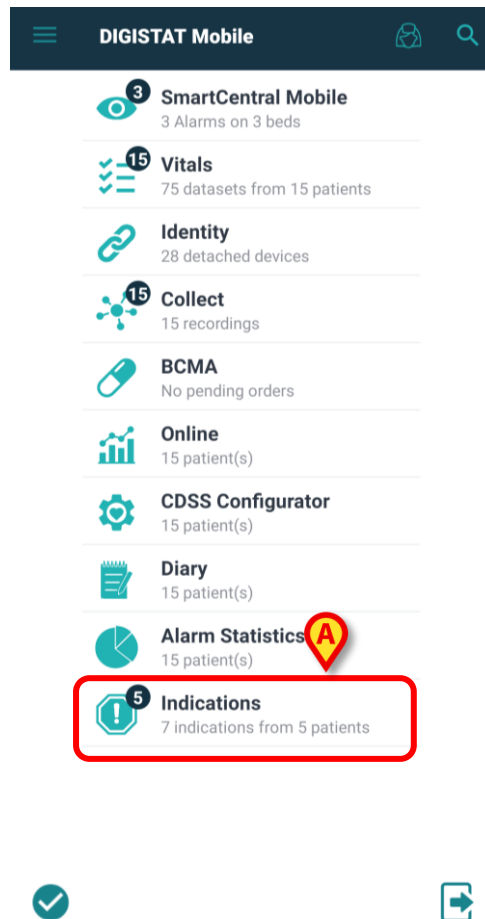 DIGISTAT Mobile
3
SmartCentral Mobile
3 Alarms on 3 beds
15
Vitals
75 datasets from 15 patients
Identity
28 detached devices
15
Collect
15 recordings
BCMA
No pending orders
Online
15 patient(s)
CDSS Configurator
15 patient(s)
Diary
15 patient(s)
Alarm Statistics
A
15 patient(s)
5
Indications
7 indications from 5 patients